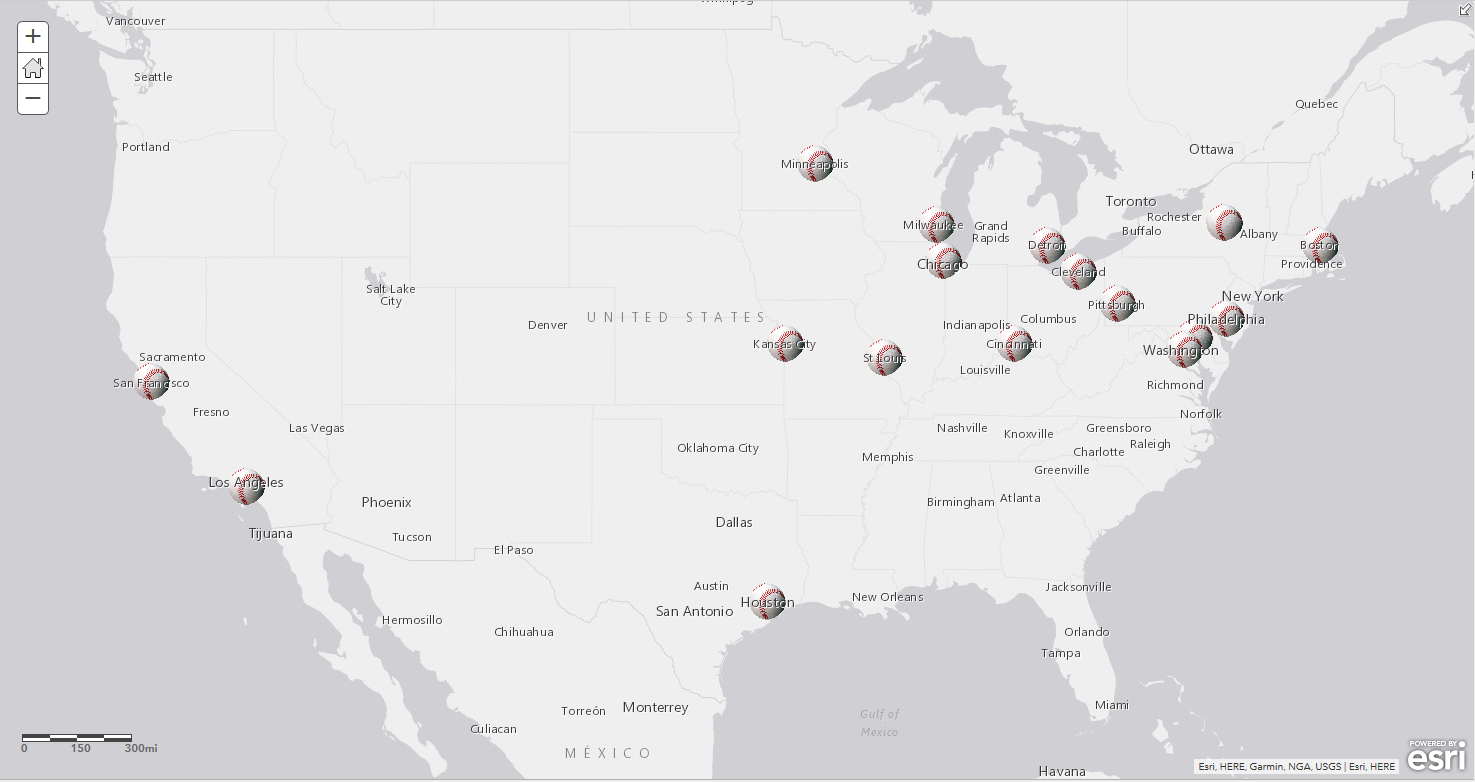 Winnipeg
Vancouver
+
Seattle
−
Quebec
Portland
Ottawa
Minneapolis
Toronto
Rochester
Milwaukee
Grand
Rapids
Buffalo
Albany
Detroit
Boston
Chicago
Cleveland
Providence
Salt Lake
City
New York
Pittsburgh
UNITED STATES
Denver
Indianapolis
Columbus
Philadelphia
Kansas City
Cincinnati
Washington
Sacramento
St Louis
Louisville
San Francisco
Richmond
Fresno
Norfolk
Las Vegas
Nashville
Knoxville
Greensboro
Raleigh
Oklahoma City
Charlotte
Memphis
Greenville
Los Angeles
Phoenix
Birmingham
Atlanta
Dallas
Tijuana
Tucson
El Paso
Austin
Jacksonville
New Orleans
Houston
San Antonio
Hermosillo
Chihuahua
Orlando
Tampa
Torreón
Monterrey
Miami
Gulf of
Mexico
Culiacan
MÉXICO
0 150 300mi
POWERED BY
esri
Esri, HERE, Garmin, NGA, USGS | Esri, HERE
Havana